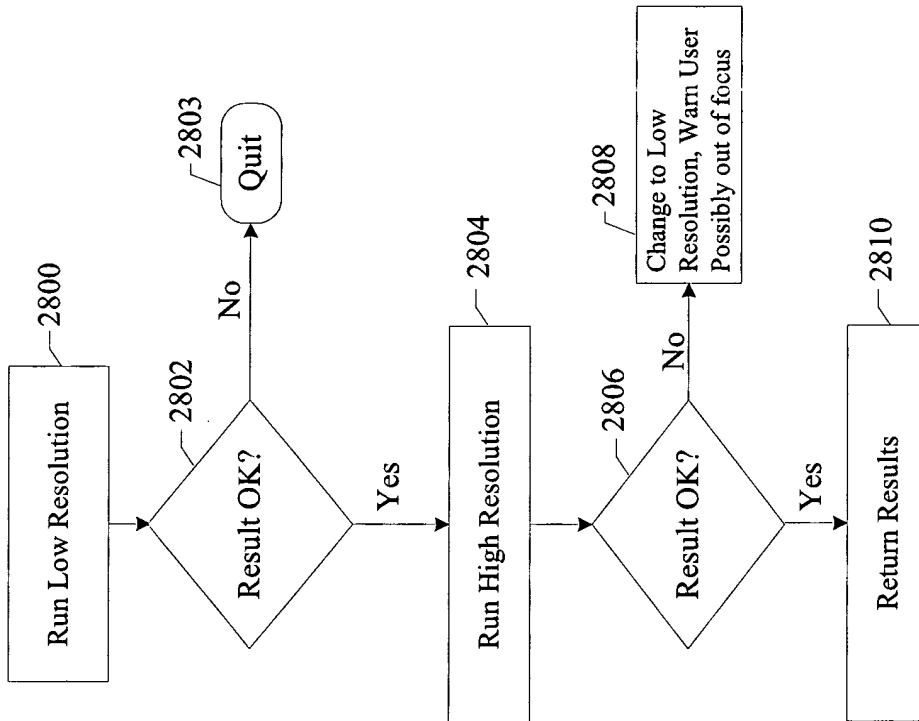 2800
Run Low Resolution
2802
Result OK?
No
2803
Quit
Yes
2804
Run High Resolution
2806
Result OK?
No
2808
Change to Low
Resolution, Warn User
Possibly out of focus
Yes
2810
Return Results